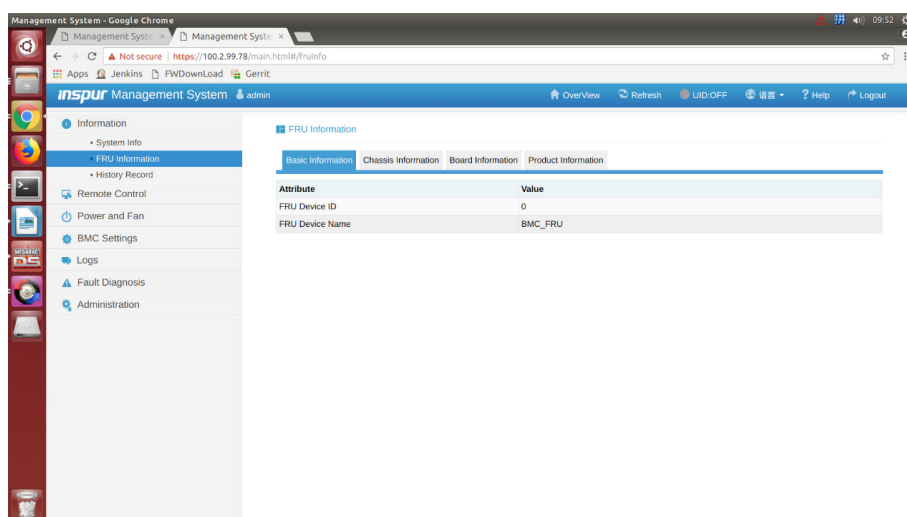 Management System - Google Chrome
拼 09:52
Management Syst
Management Syste
Not secure https://100.2.99.78/main.html#/fruinfo
Apps Jenkins FWDownLoad Gerrit
inspur Management System admin OverView Refresh UID:OFF 语言 Help Logout
Information
• System Info
• FRU Information
• History Record
Remote Control
Power and Fan
BMC Settings
Logs
Fault Diagnosis
Administration
FRU Information
Basic Information Chassis Information Board Information Product Information
Attribute Value
FRU Device ID 0
FRU Device Name BMC_FRU